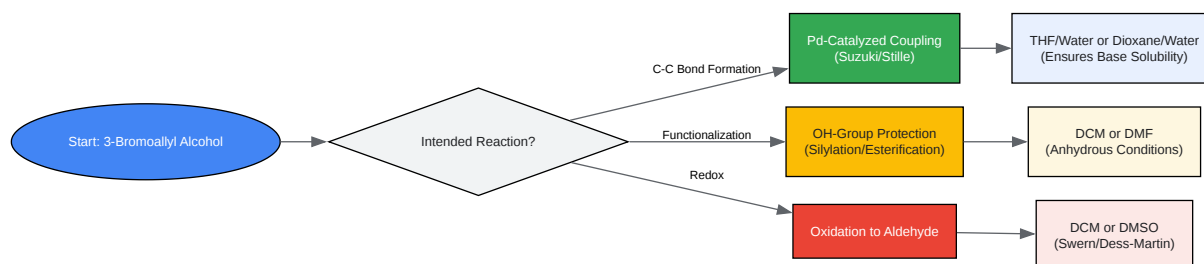 Start: 3-Bromoallyl Alcohol
Intended Reaction?
C-C Bond Formation
Functionalization
Redox
Pd-Catalyzed Coupling
(Suzuki/Stille)
THF/Water or Dioxane/Water
(Ensures Base Solubility)
OH-Group Protection
(Silylation/Esterification)
DCM or DMF
(Anhydrous Conditions)
Oxidation to Aldehyde
DCM or DMSO
(Swern/Dess-Martin)